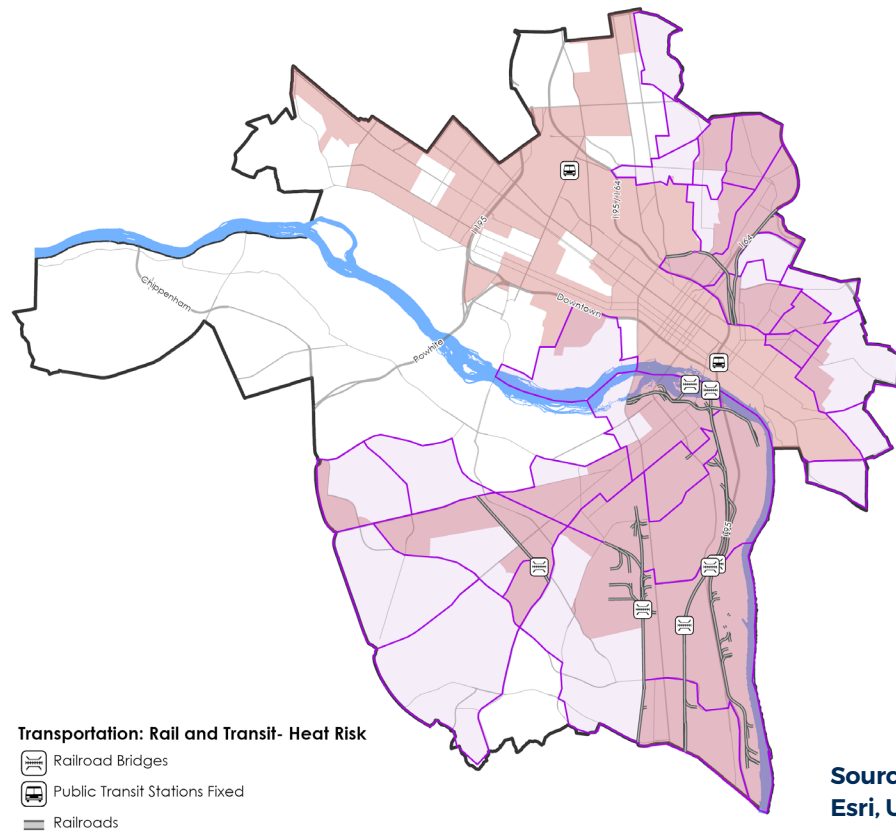 I-195
I-95 / I-64
I-64
Chippenham
Downtown
Powhite
I-95
Transportation: Rail and Transit- Heat Risk
Railroad Bridges
Public Transit Stations Fixed
Railroads
Esri, U